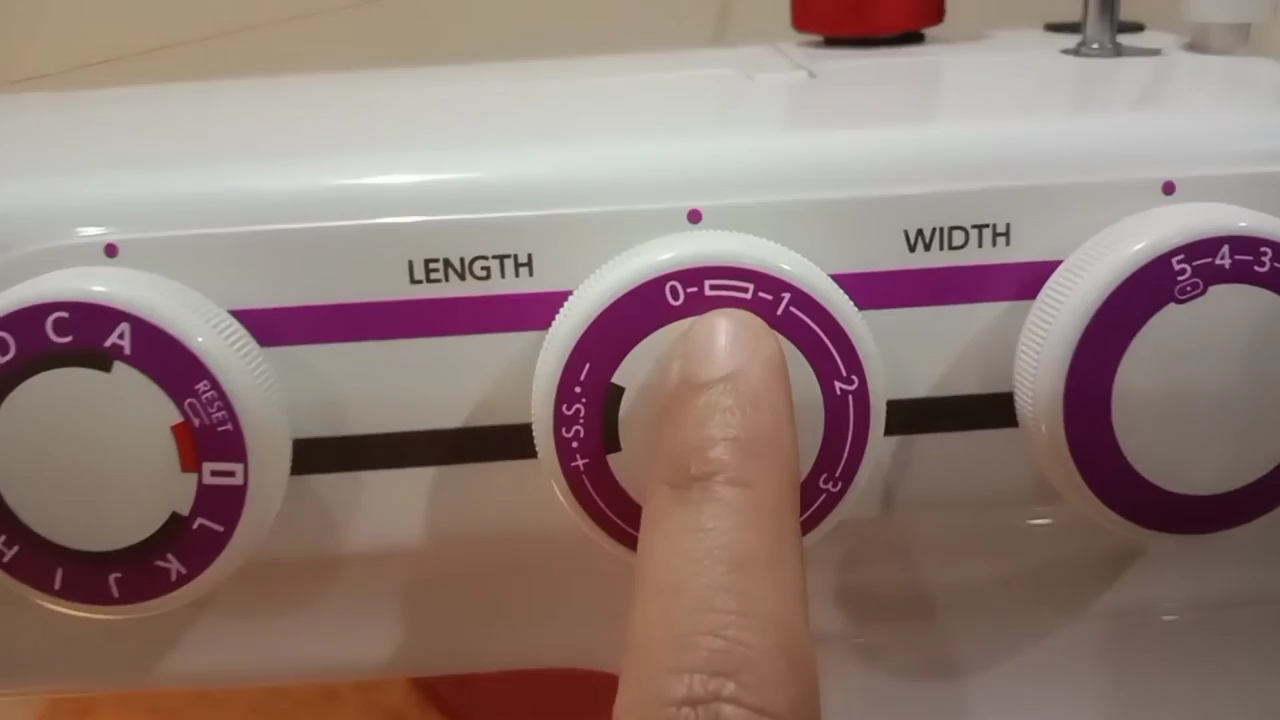 LENGTH
WIDTH
D C A
RESET
L
K
J
I
H
0- -1
2
3
+•S.S.•-
5-4-3-